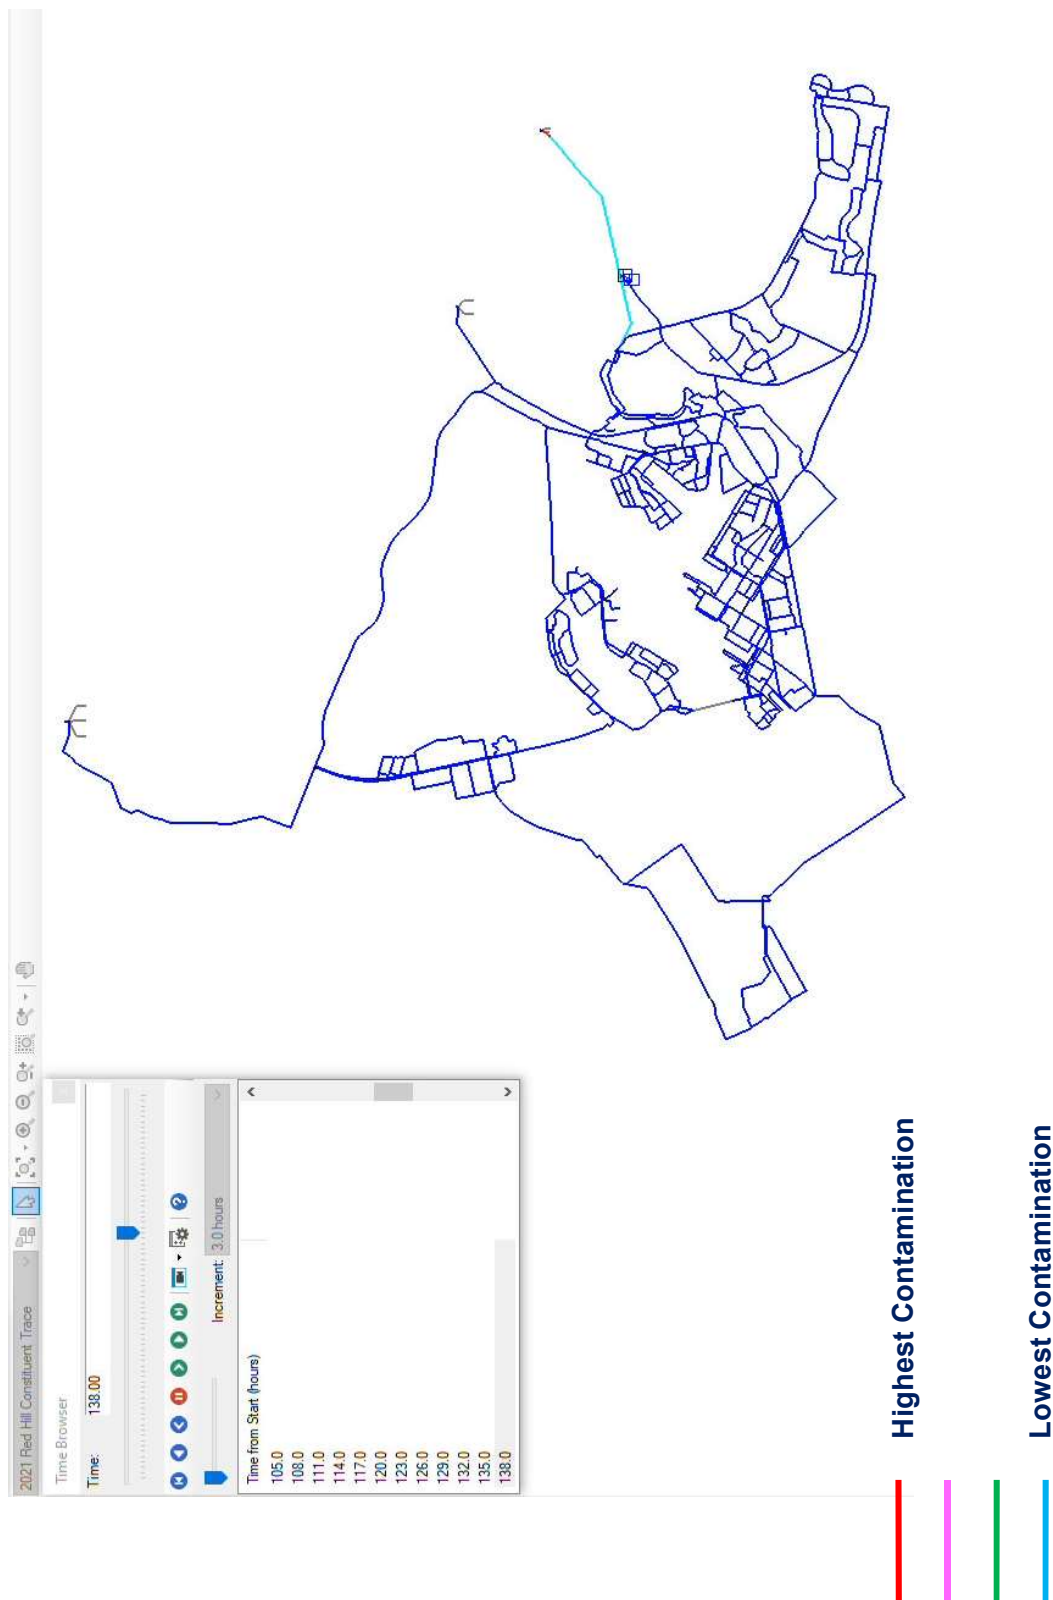 2021 Red Hill Constituent Trace
Time Browser
Time:
138.00
Increment:
3.0 hours
Time from Start (hours)
105.0
108.0
111.0
114.0
117.0
120.0
123.0
126.0
129.0
132.0
135.0
138.0
Highest Contamination
Lowest Contamination